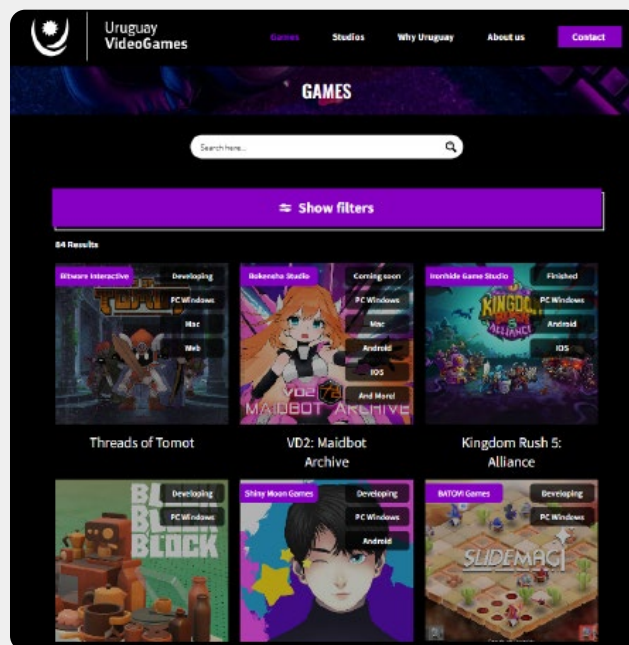 Uruguay
VideoGames
Games
Studios
Why Uruguay
About us
Contact
GAMES
Search here...
Show filters
84 Results
Bitware Interactive
Developing
PC Windows
Mac
Web
Threads of Tomot
Bokensha Studio
Coming soon
PC Windows
Mac
Android
IOS
And More!
VD2
MAIDBOT ARCHIVE
VD2: Maidbot
Archive
Ironhide Game Studio
Finished
PC Windows
Android
IOS
KINGDOM
RUSH 5
ALLIANCE
Kingdom Rush 5:
Alliance
Developing
PC Windows
BLOCK
Shiny Moon Games
Developing
PC Windows
Android
BATOVI Games
Developing
PC Windows